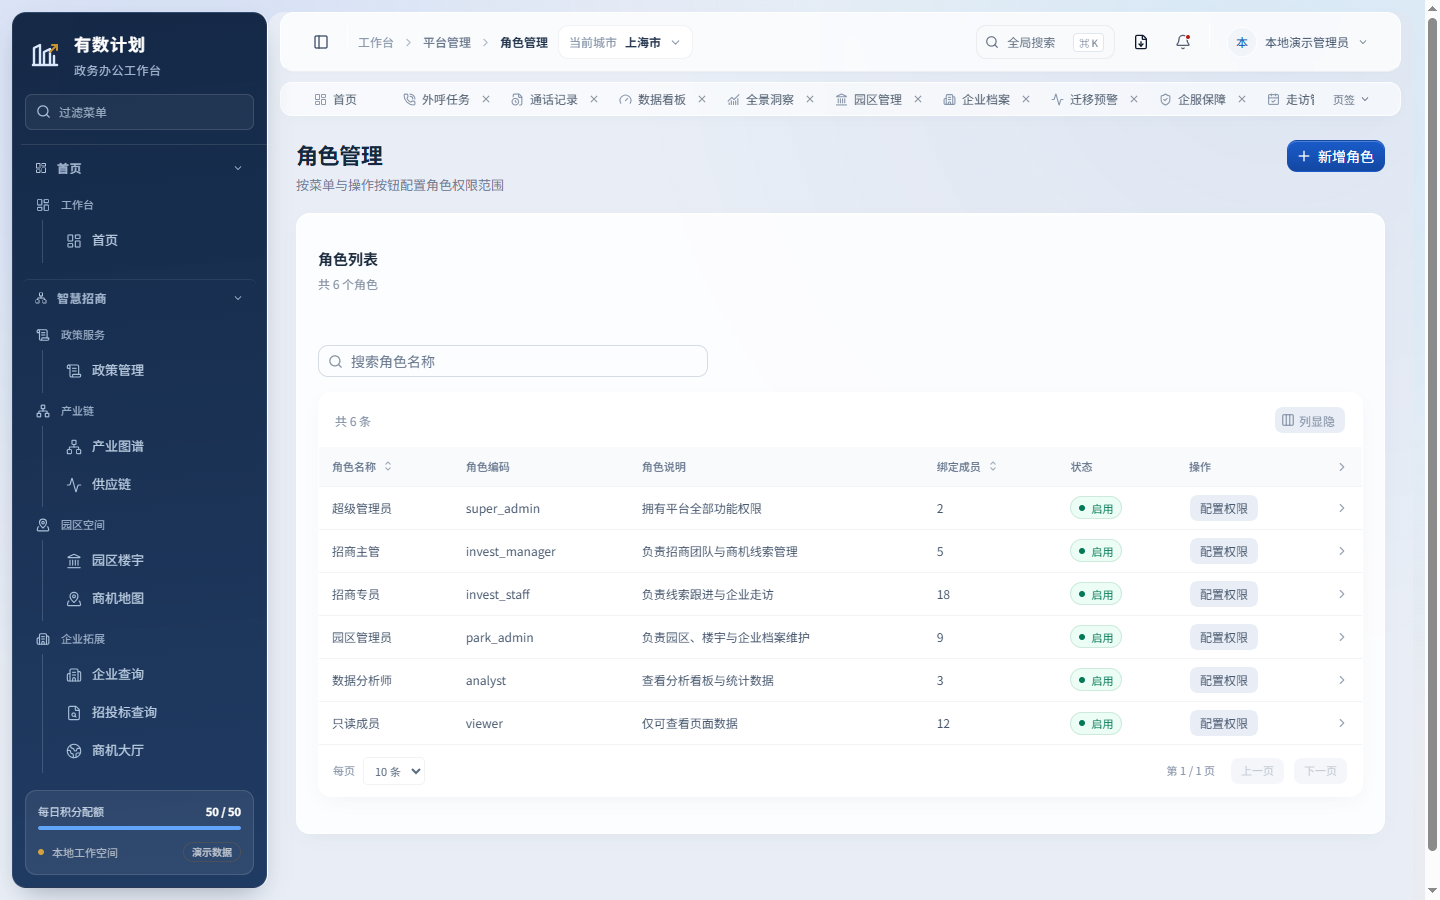 有数计划
政务办公工作台
过滤菜单
首页
工作台
首页
智慧招商
政策服务
政策管理
产业链
产业图谱
供应链
园区空间
园区楼宇
商机地图
企业拓展
企业查询
招投标查询
商机大厅
每日积分配额 50 / 50
本地工作空间 演示数据
工作台 平台管理 角色管理 当前城市 上海市 全局搜索 ⌘K 本 本地演示管理员
首页 外呼任务 通话记录 数据看板 全景洞察 园区管理 企业档案 迁移预警 企服保障 走访 页签
角色管理
按菜单与操作按钮配置角色权限范围
新增角色
角色列表
共 6 个角色
搜索角色名称
共 6 条 列显隐
角色名称 角色编码 角色说明 绑定成员 状态 操作
超级管理员 super_admin 拥有平台全部功能权限 2 启用 配置权限
招商主管 invest_manager 负责招商团队与商机线索管理 5 启用 配置权限
招商专员 invest_staff 负责线索跟进与企业走访 18 启用 配置权限
园区管理员 park_admin 负责园区、楼宇与企业档案维护 9 启用 配置权限
数据分析师 analyst 查看分析看板与统计数据 3 启用 配置权限
只读成员 viewer 仅可查看页面数据 12 启用 配置权限
每页 10 条 第 1 / 1 页 上一页 下一页